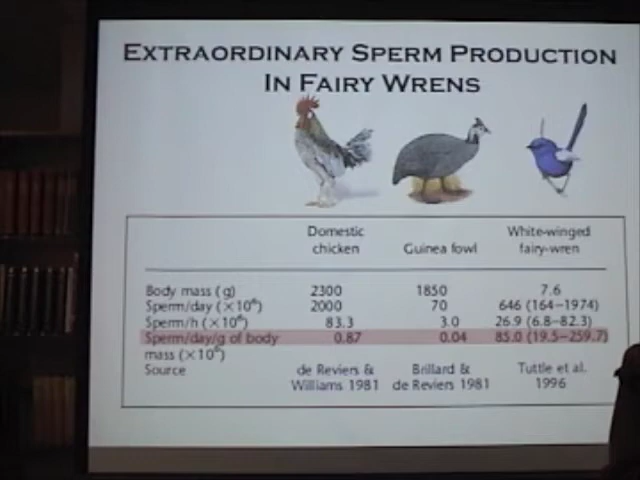 EXTRAORDINARY SPERM PRODUCTION
IN FAIRY WRENS
Domestic chicken Guinea fowl White-winged fairy-wren
Body mass (g) 2300 1850 7.6
Sperm/day (×10⁶) 2000 70 646 (164–1974)
Sperm/h (×10⁶) 83.3 3.0 26.9 (6.8–82.3)
Sperm/day/g of body 0.87 0.04 85.0 (19.5–259.7)
mass (×10⁶)
Source de Reviers & Brillard & Tuttle et al.
Williams 1981 de Reviers 1981 1996